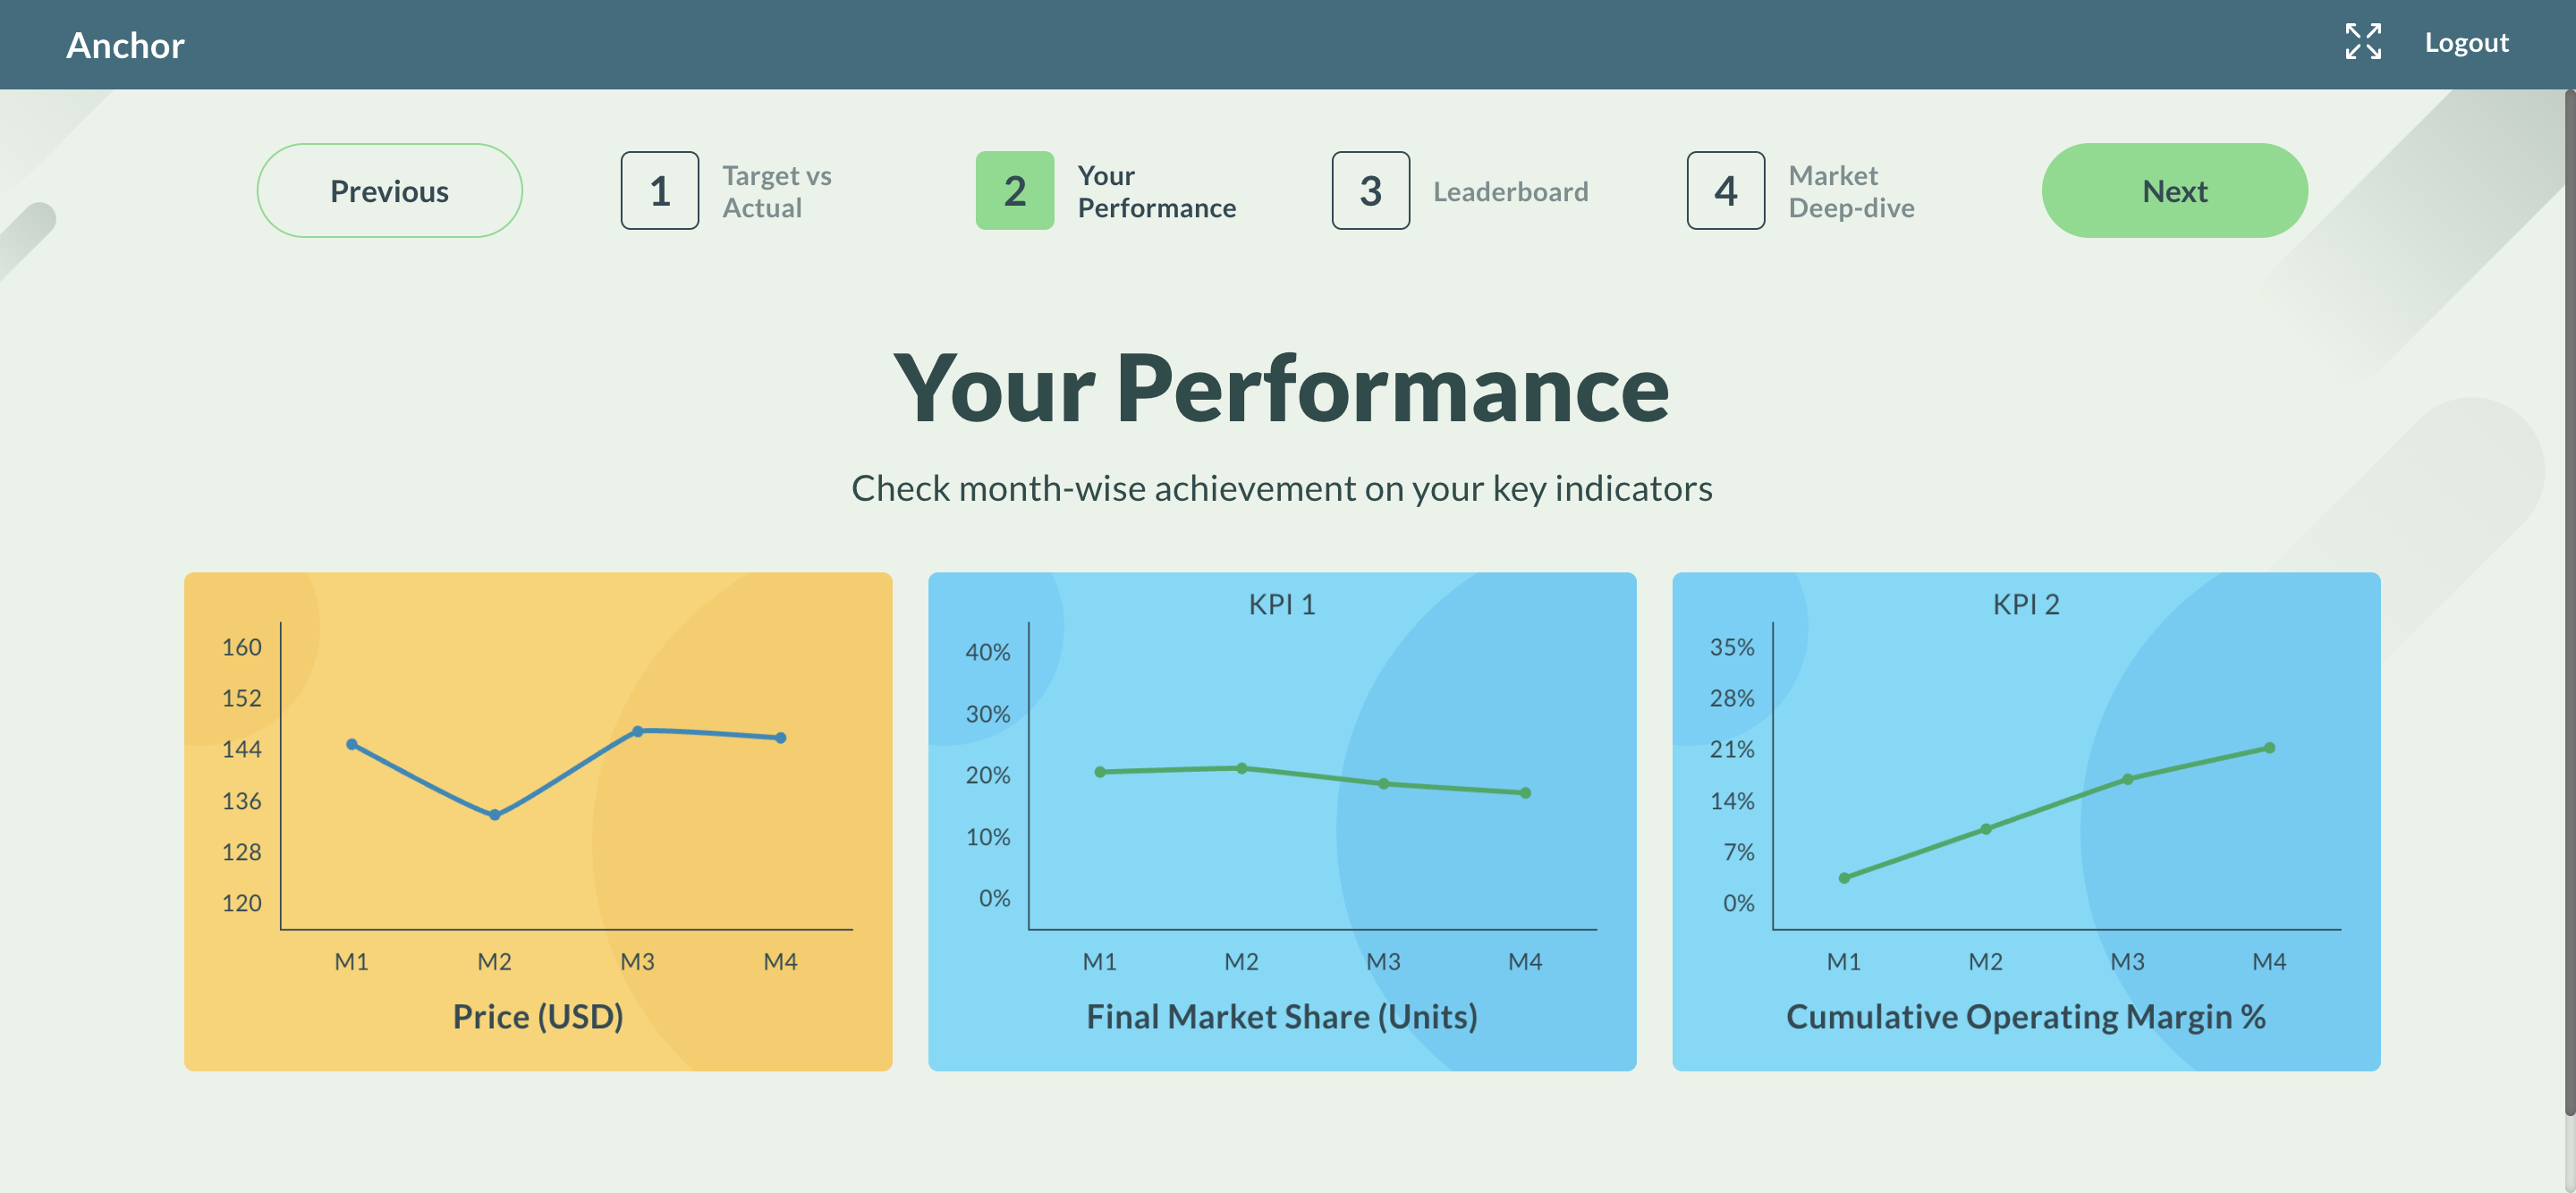 Anchor
Logout
Previous
1
Target vs
Actual
2
Your
Performance
3
Leaderboard
4
Market
Deep-dive
Next
Your Performance
Check month-wise achievement on your key indicators
160
152
144
136
128
120
M1 M2 M3 M4
Price (USD)
KPI 1
40%
30%
20%
10%
0%
M1 M2 M3 M4
Final Market Share (Units)
KPI 2
35%
28%
21%
14%
7%
0%
M1 M2 M3 M4
Cumulative Operating Margin %